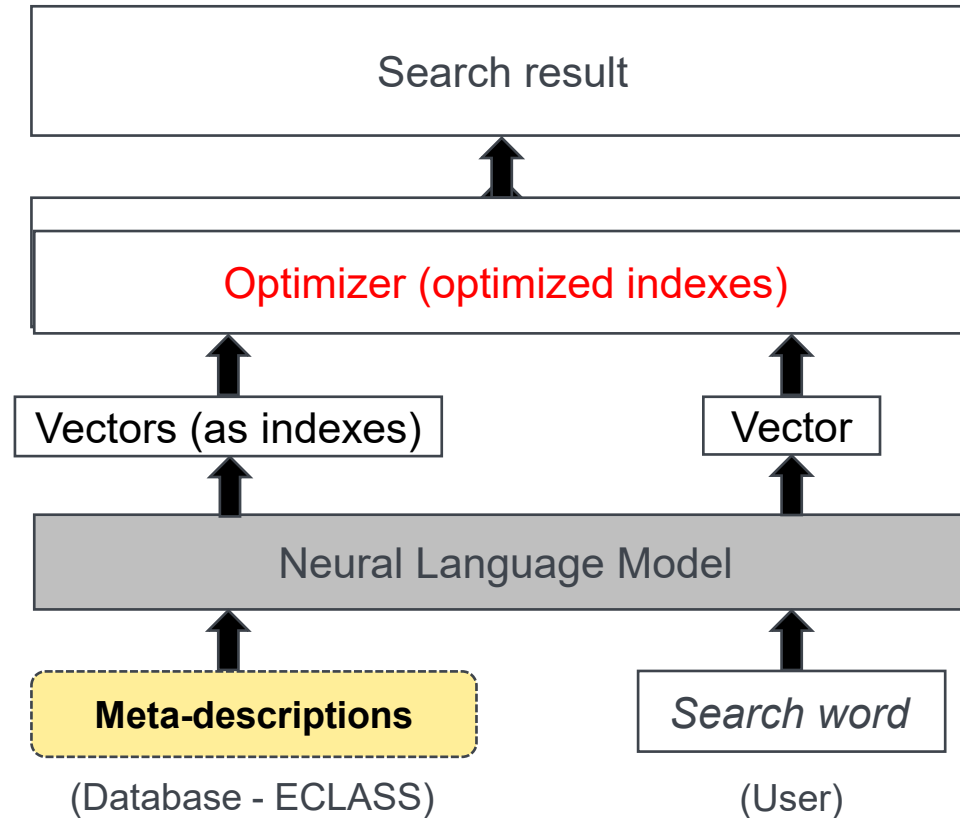 Search result
Optimizer (optimized indexes)
Vectors (as indexes)
Vector
Neural Language Model
Meta-descriptions
Search word
(Database - ECLASS)
(User)